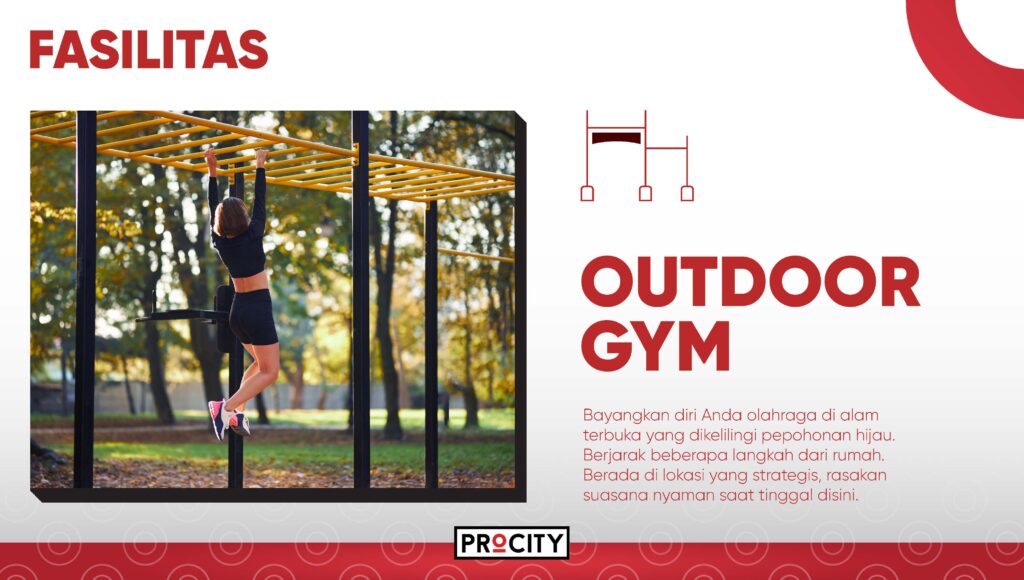 FASILITAS
OUTDOOR
GYM
Bayangkan diri Anda olahraga di alam
terbuka yang dikelilingi pepohonan hijau.
Berjarak beberapa langkah dari rumah.
Berada di lokasi yang strategis, rasakan
suasana nyaman saat tinggal disini.
PROCITY